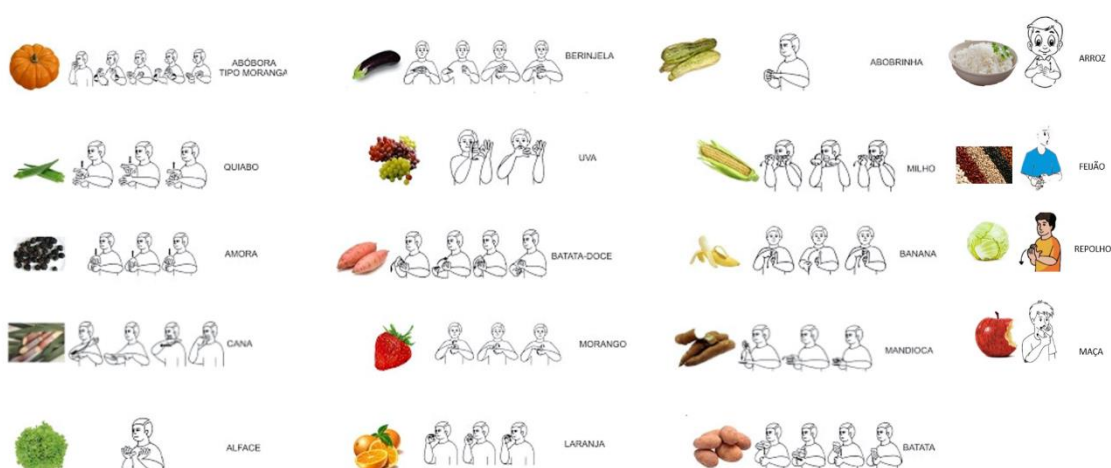 ABÓBORA
TIPO MORANGA
BERINJELA
ABOBRINHA
ARROZ
QUIABO
UVA
MILHO
FEIJÃO
AMORA
BATATA-DOCE
BANANA
REPOLHO
CANA
MORANGO
MANDIOCA
MAÇA
ALFACE
LARANJA
BATATA